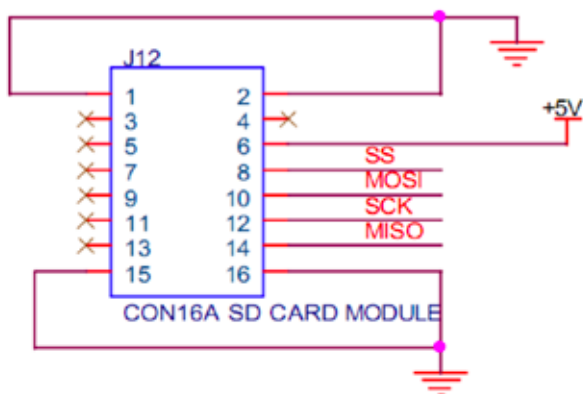 J12
1 2
+5V
3 4
5 6
SS
7 8
MOSI
9 10
SCK
11 12
MISO
13 14
15 16
CON16A SD CARD MODULE